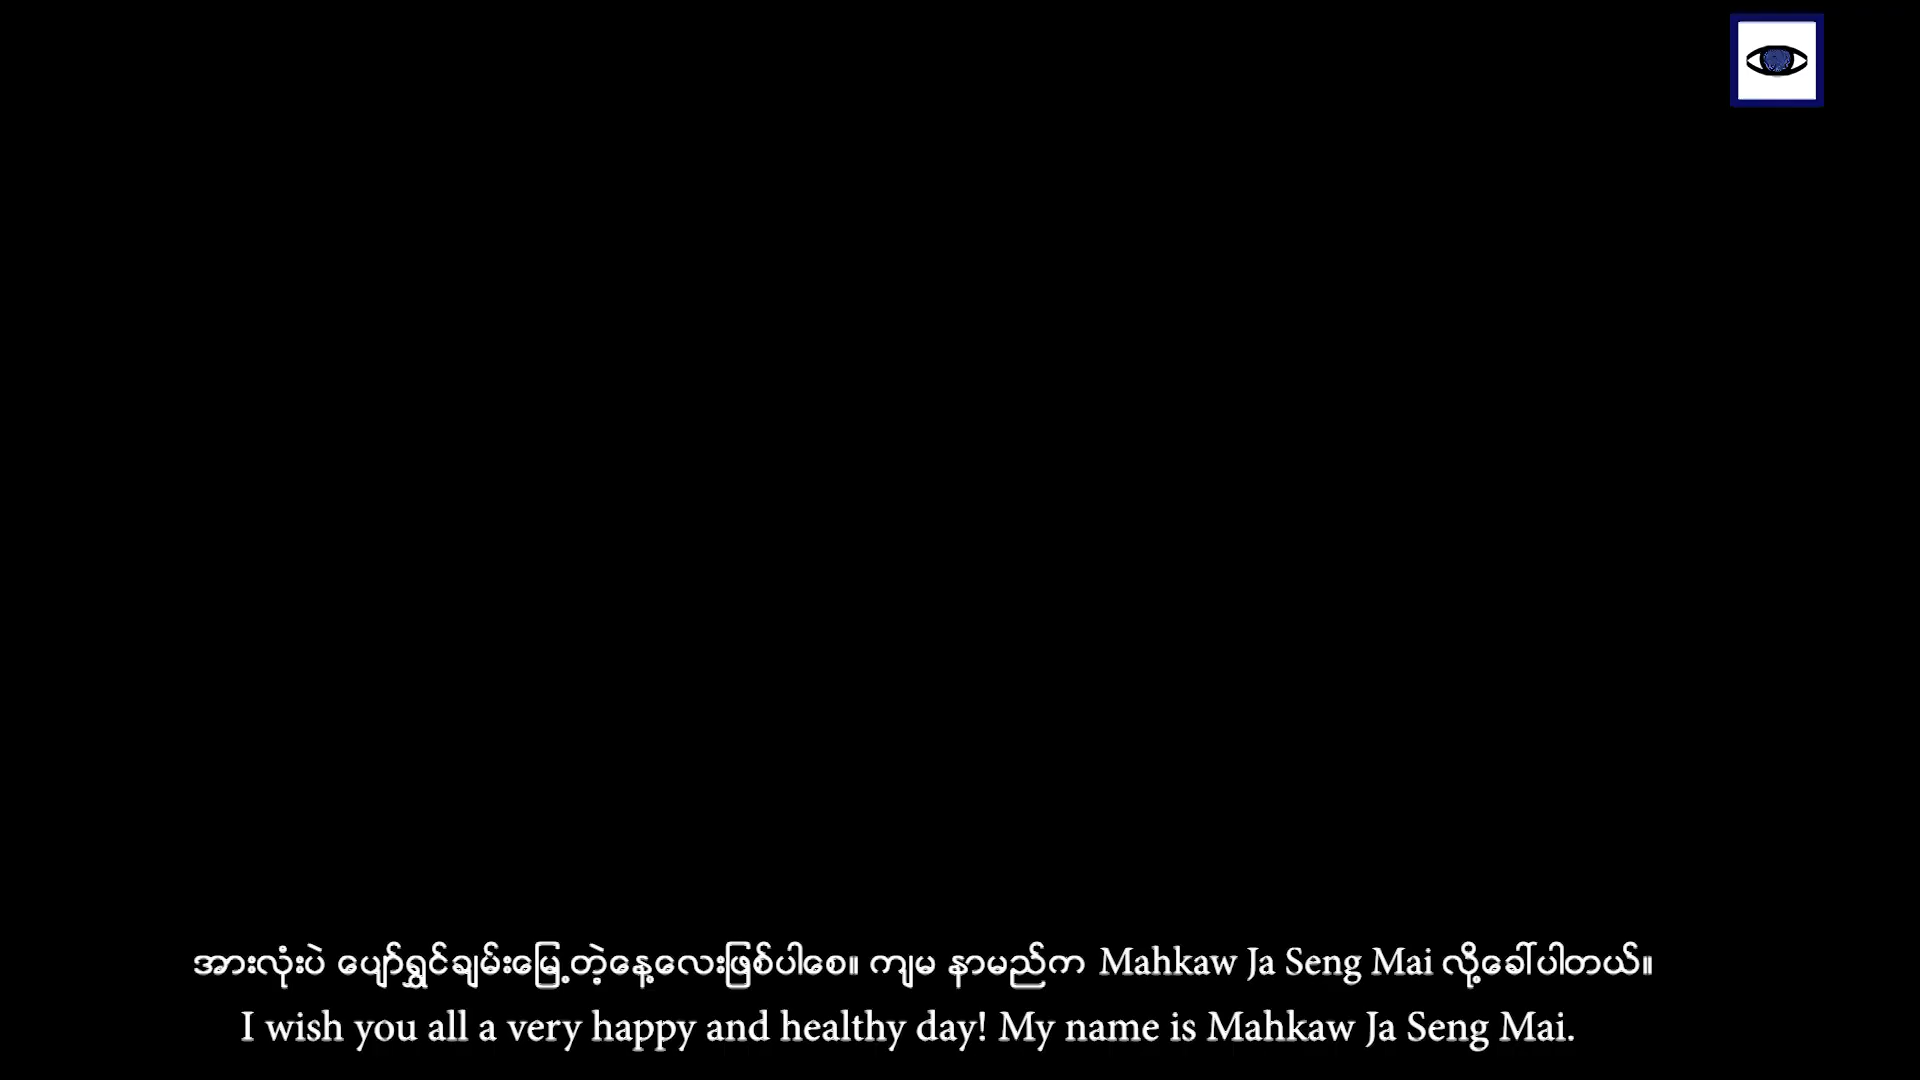 အားလုံးပဲ ပျော်ရွှင်ချမ်းမြေ့တဲ့နေ့လေးဖြစ်ပါစေ။ ကျမ နာမည်က Mahkaw Ja Seng Mai လို့ခေါ်ပါတယ်။
I wish you all a very happy and healthy day! My name is Mahkaw Ja Seng Mai.